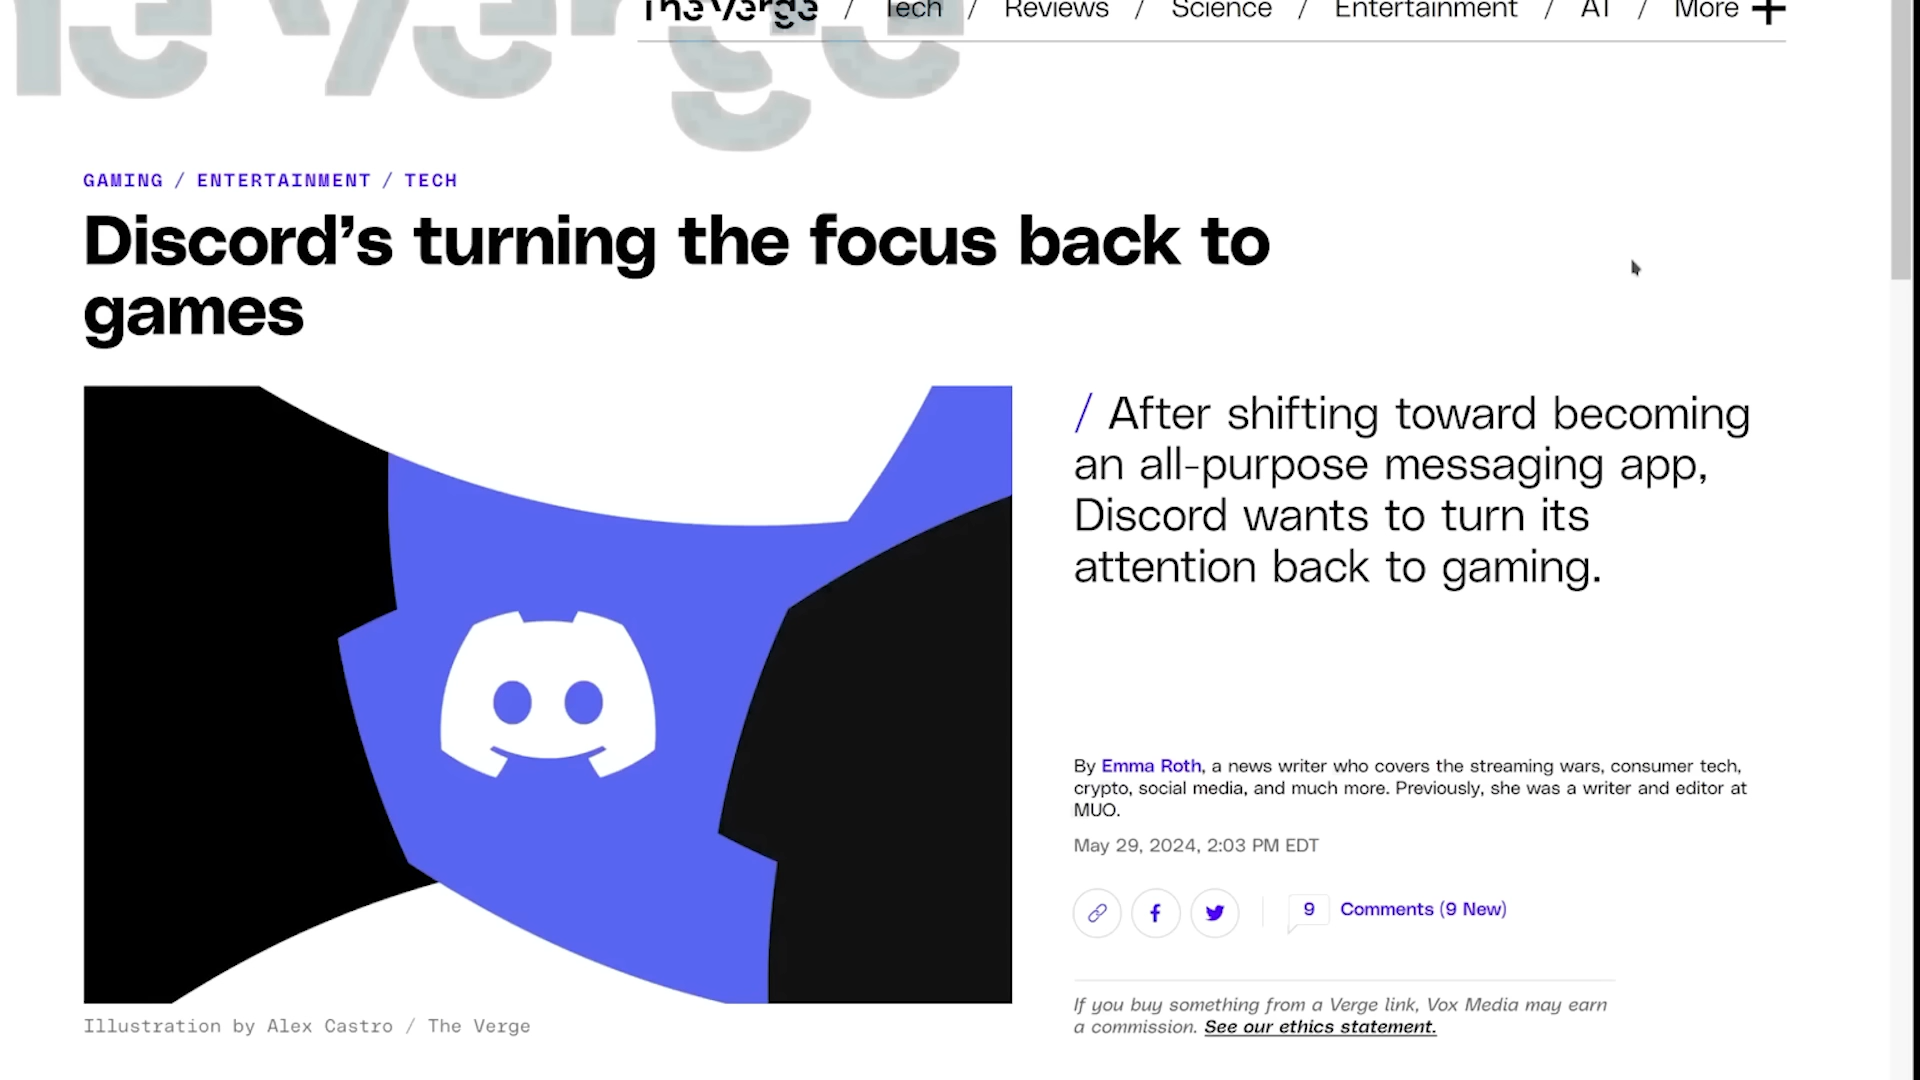 The Verge
The Verge / Tech / Reviews / Science / Entertainment / AI / More +
GAMING / ENTERTAINMENT / TECH
Discord’s turning the focus back to
games
/ After shifting toward becoming
an all-purpose messaging app,
Discord wants to turn its
attention back to gaming.
By Emma Roth, a news writer who covers the streaming wars, consumer tech,
crypto, social media, and much more. Previously, she was a writer and editor at
MUO.
May 29, 2024, 2:03 PM EDT
9 Comments (9 New)
If you buy something from a Verge link, Vox Media may earn
a commission. See our ethics statement.
Illustration by Alex Castro / The Verge